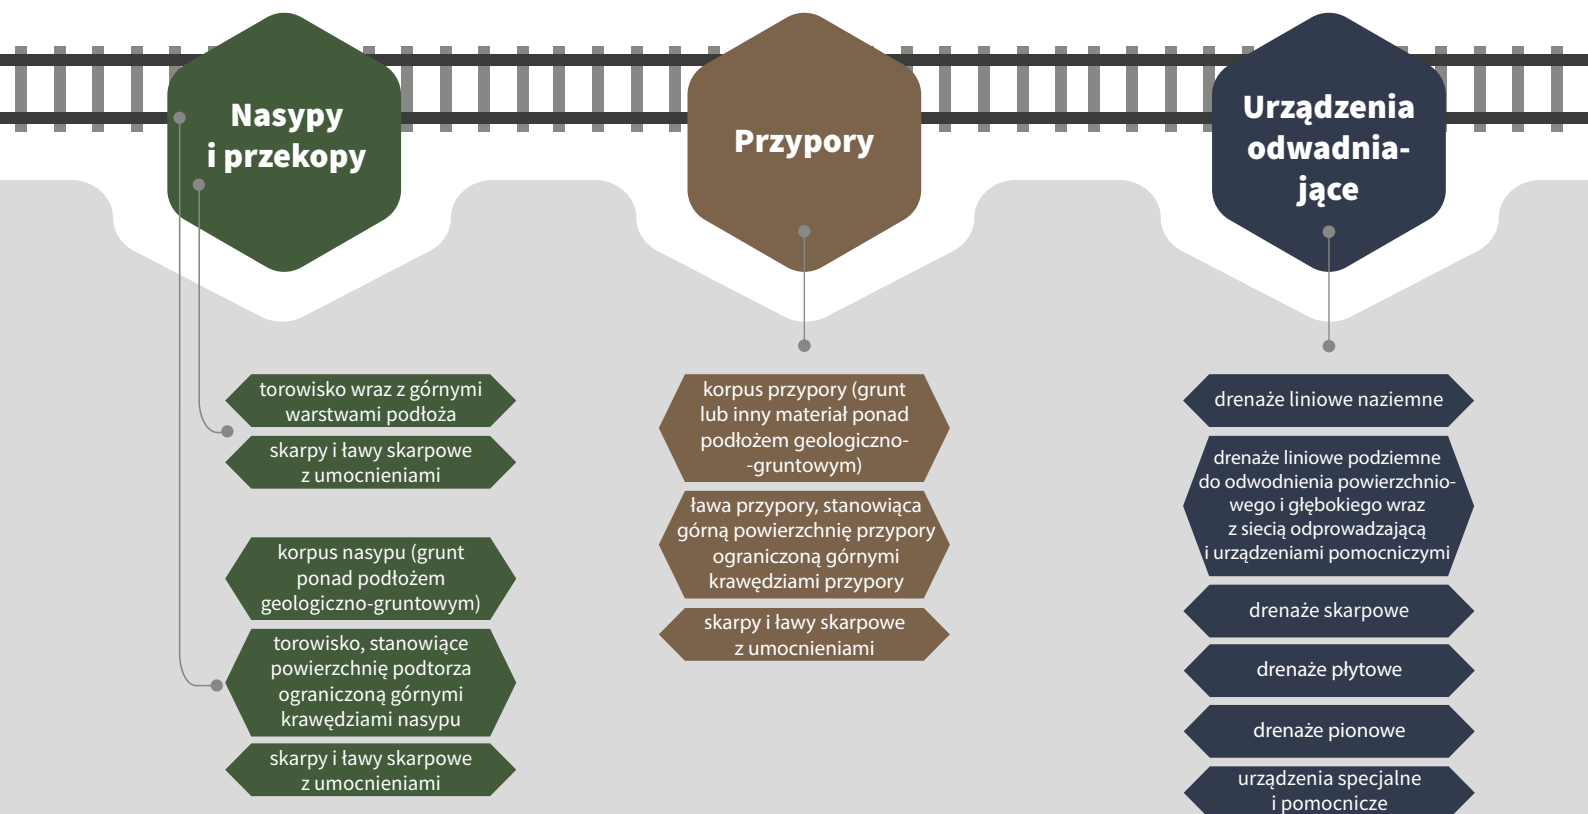 Nasypy
i przekopy
torowisko wraz z górnymi
warstwami podłoża
skarpy i ławy skarpowe
z umocnieniami
korpus nasypu (grunt
ponad podłożem
geologiczno-gruntowym)
torowisko, stanowiące
powierzchnię podtorza
ograniczoną górnymi
krawędziami nasypu
skarpy i ławy skarpowe
z umocnieniami
Przypory
korpus przypory (grunt
lub inny materiał ponad
podłożem geologiczno-
-gruntowym)
ława przypory, stanowiąca
górną powierzchnię przypory
ograniczoną górnymi
krawędziami przypory
skarpy i ławy skarpowe
z umocnieniami
Urządzenia
odwadnia-
jące
drenaże liniowe naziemne
drenaże liniowe podziemne
do odwodnienia powierzchnio-
wego i głębokiego wraz
z siecią odprowadzającą
i urządzeniami pomocniczymi
drenaże skarpowe
drenaże płytowe
drenaże pionowe
urządzenia specjalne
i pomocnicze